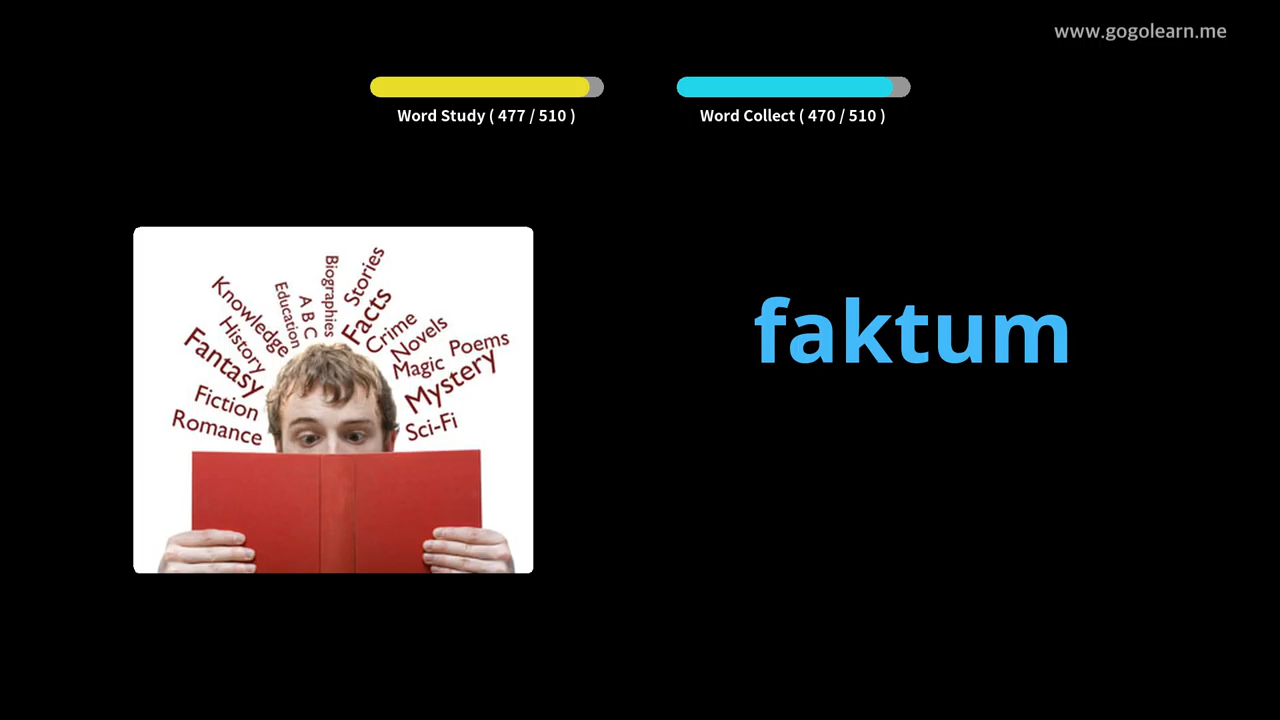 www.gogolearn.me
Word Study ( 477 / 510 )
Word Collect ( 470 / 510 )
Biographies
Stories
Education
A B C
Facts
Knowledge
History
Crime
Novels
Poems
Fantasy
Magic
Mystery
Fiction
Romance
Sci-Fi
faktum